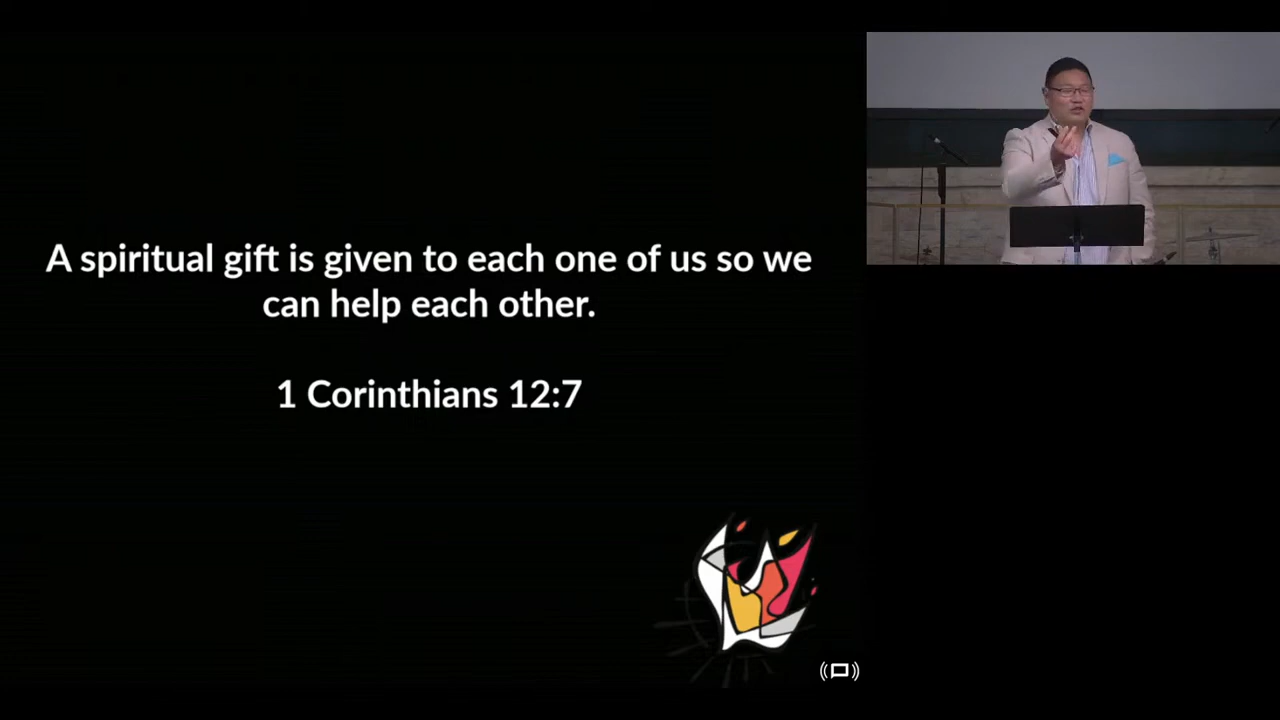 A spiritual gift is given to each one of us so we
can help each other.
1 Corinthians 12:7